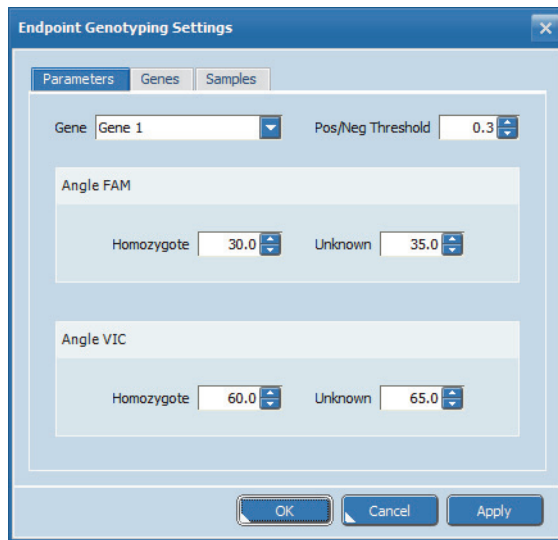 Endpoint Genotyping Settings
Parameters Genes Samples
Gene Gene 1 Pos/Neg Threshold 0.3
Angle FAM
Homozygote 30.0 Unknown 35.0
Angle VIC
Homozygote 60.0 Unknown 65.0
OK Cancel Apply